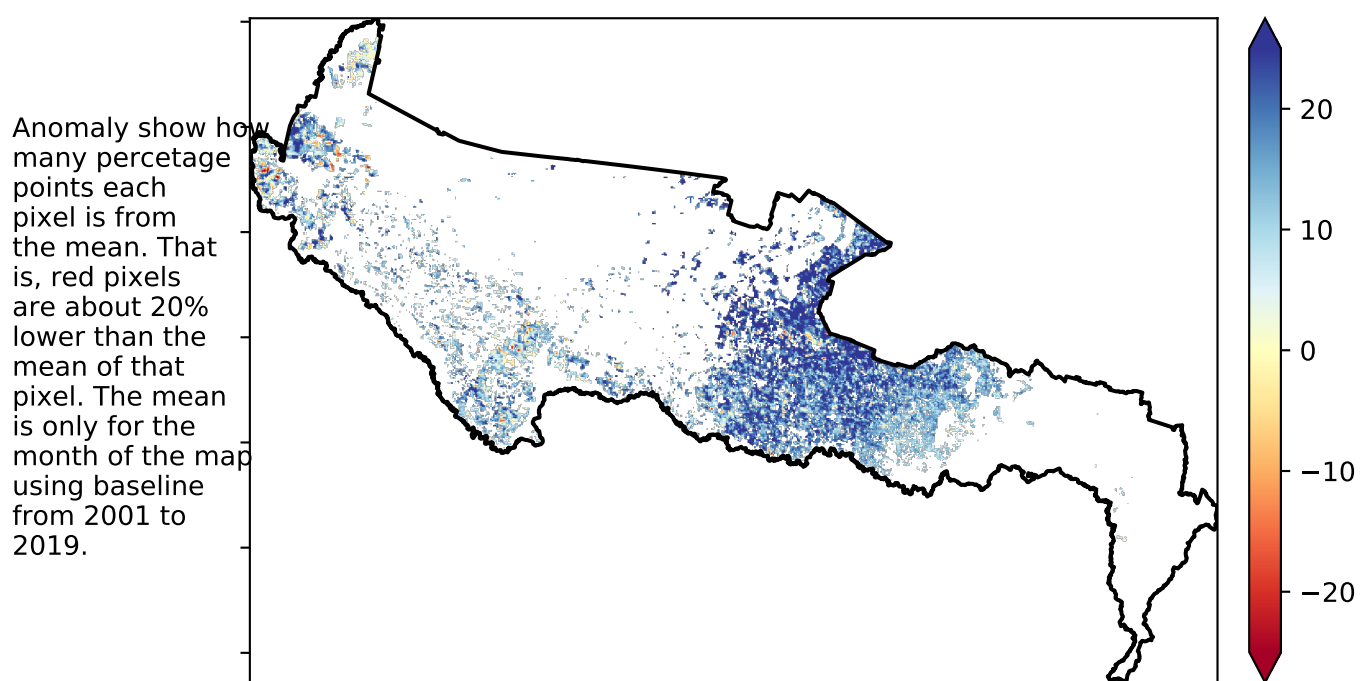 Anomaly show how
many percetage
points each
pixel is from
the mean. That
is, red pixels
are about 20%
lower than the
mean of that
pixel. The mean
is only for the
month of the map
using baseline
from 2001 to
2019.
20
10
0
−10
−20